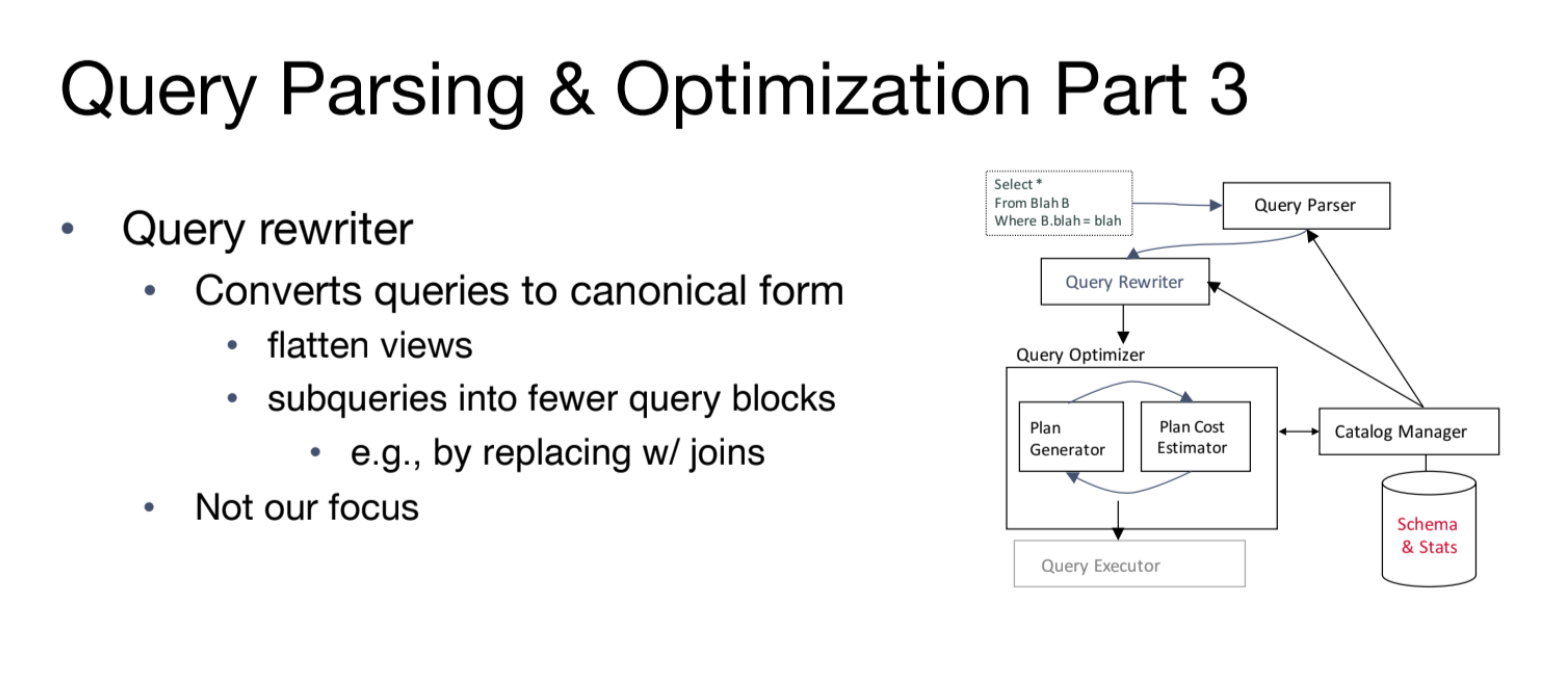 Query Parsing & Optimization Part 3
• Query rewriter
• Converts queries to canonical form
• flatten views
• subqueries into fewer query blocks
• e.g., by replacing w/ joins
• Not our focus
Select *
From Blah B
Where B.blah = blah
Query Parser
Query Rewriter
Query Optimizer
Plan
Generator
Plan Cost
Estimator
Catalog Manager
Schema
& Stats
Query Executor